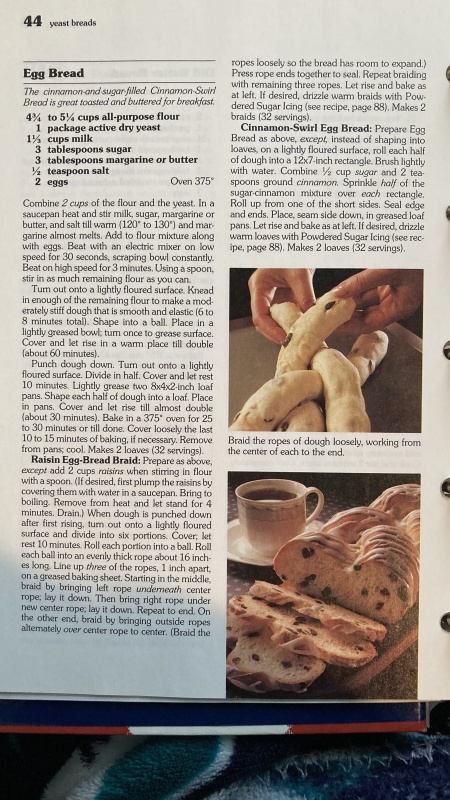 44 yeast breads
Egg Bread
The cinnamon-and-sugar-filled Cinnamon-Swirl
Bread is great toasted and buttered for breakfast.
4¾ to 5¼ cups all-purpose flour
1 package active dry yeast
1⅓ cups milk
3 tablespoons sugar
3 tablespoons margarine or butter
½ teaspoon salt
2 eggs Oven 375°
Combine 2 cups of the flour and the yeast. In a
saucepan heat and stir milk, sugar, margarine or
butter, and salt till warm (120° to 130°) and mar-
garine almost melts. Add to flour mixture along
with eggs. Beat with an electric mixer on low
speed for 30 seconds, scraping bowl constantly.
Beat on high speed for 3 minutes. Using a spoon,
stir in as much remaining flour as you can.
Turn out onto a lightly floured surface. Knead
in enough of the remaining flour to make a mod-
erately stiff dough that is smooth and elastic (6 to
8 minutes total). Shape into a ball. Place in a
lightly greased bowl; turn once to grease surface.
Cover and let rise in a warm place till double
(about 60 minutes).
Punch dough down. Turn out onto a lightly
floured surface. Divide in half. Cover and let rest
10 minutes. Lightly grease two 8x4x2-inch loaf
pans. Shape each half of dough into a loaf. Place
in pans. Cover and let rise till almost double
(about 30 minutes). Bake in a 375° oven for 25
to 30 minutes or till done. Cover loosely the last
10 to 15 minutes of baking, if necessary. Remove
from pans; cool. Makes 2 loaves (32 servings).
Raisin Egg-Bread Braid: Prepare as above,
except add 2 cups raisins when stirring in flour
with a spoon. (If desired, first plump the raisins by
covering them with water in a saucepan. Bring to
boiling. Remove from heat and let stand for 4
minutes. Drain.) When dough is punched down
after first rising, turn out onto a lightly floured
surface and divide into six portions. Cover; let
rest 10 minutes. Roll each portion into a ball. Roll
each ball into an evenly thick rope about 16 inch-
es long. Line up three of the ropes, 1 inch apart,
on a greased baking sheet. Starting in the middle,
braid by bringing left rope underneath center
rope; lay it down. Then bring right rope under
new center rope; lay it down. Repeat to end. On
the other end, braid by bringing outside ropes
alternately over center rope to center. (Braid the
ropes loosely so the bread has room to expand.)
Press rope ends together to seal. Repeat braiding
with remaining three ropes. Let rise and bake as
at left. If desired, drizzle warm braids with Pow-
dered Sugar Icing (see recipe, page 88). Makes 2
braids (32 servings).
Cinnamon-Swirl Egg Bread: Prepare Egg
Bread as above, except, instead of shaping into
loaves, on a lightly floured surface, roll each half
of dough into a 12x7-inch rectangle. Brush lightly
with water. Combine ½ cup sugar and 2 tea-
spoons ground cinnamon. Sprinkle half of the
sugar-cinnamon mixture over each rectangle.
Roll up from one of the short sides. Seal edge
and ends. Place, seam side down, in greased loaf
pans. Let rise and bake as at left. If desired, drizzle
warm loaves with Powdered Sugar Icing (see rec-
ipe, page 88). Makes 2 loaves (32 servings).
Braid the ropes of dough loosely, working from
the center of each to the end.